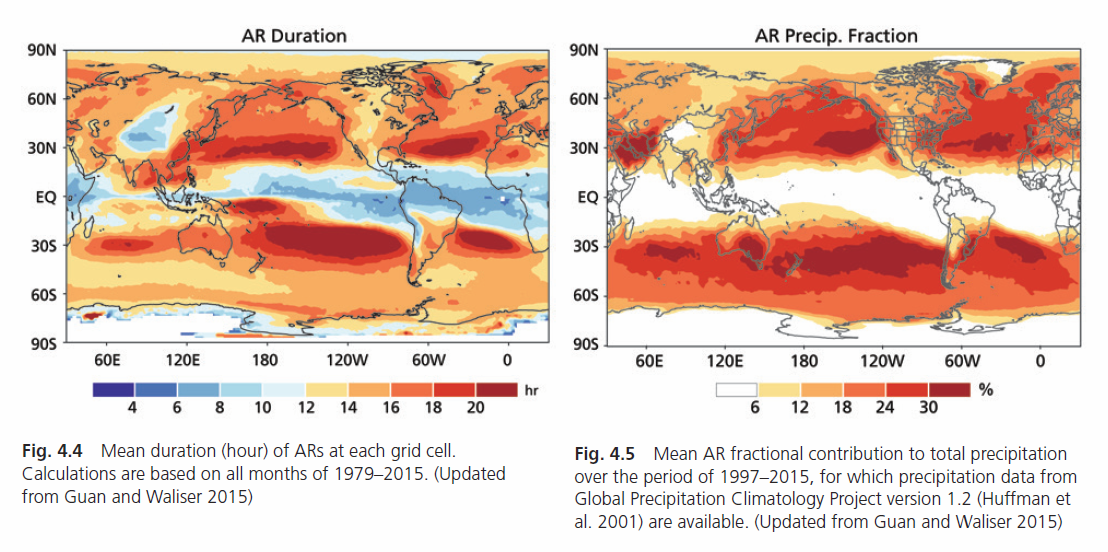 AR Duration
90N
60N
30N
EQ
30S
60S
90S
60E 120E 180 120W 60W 0
4 6 8 10 12 14 16 18 20 hr
Fig. 4.4 Mean duration (hour) of ARs at each grid cell.
Calculations are based on all months of 1979–2015. (Updated
from Guan and Waliser 2015)
AR Precip. Fraction
90N
60N
30N
EQ
30S
60S
90S
60E 120E 180 120W 60W 0
6 12 18 24 30 %
Fig. 4.5 Mean AR fractional contribution to total precipitation
over the period of 1997–2015, for which precipitation data from
Global Precipitation Climatology Project version 1.2 (Huffman et
al. 2001) are available. (Updated from Guan and Waliser 2015)